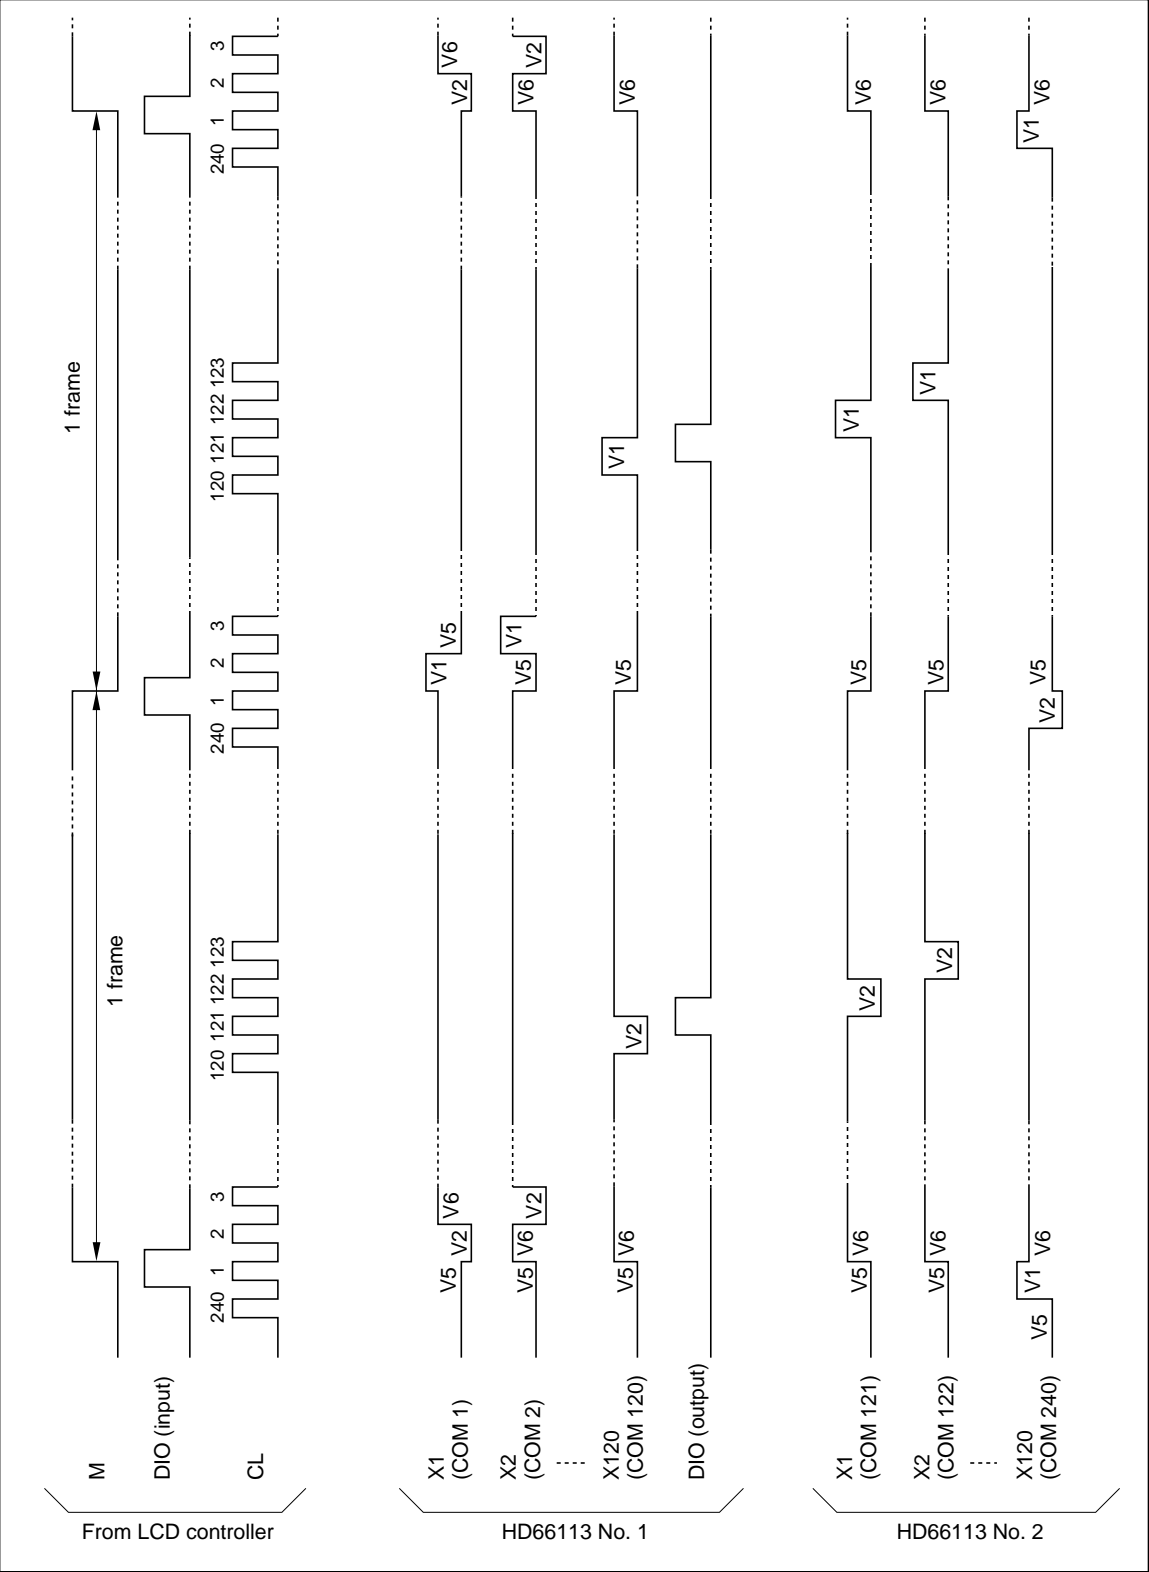 M
1 frame
1 frame
DIO (input)
CL
240 1 2 3 120 121 122 123 240 1 2 3 120 121 122 123 240 1 2 3
From LCD controller
X1
(COM 1)
V5 V2 V6 V1 V5 V2 V6
X2
(COM 2)
V5 V6 V2 V5 V1 V6 V2
X120
(COM 120)
V5 V6 V2 V5 V1 V6
DIO (output)
HD66113 No. 1
X1
(COM 121)
V5 V6 V2 V5 V1 V6
X2
(COM 122)
V5 V6 V2 V5 V1 V6
X120
(COM 240)
V5 V1 V6 V2 V5 V1 V6
HD66113 No. 2